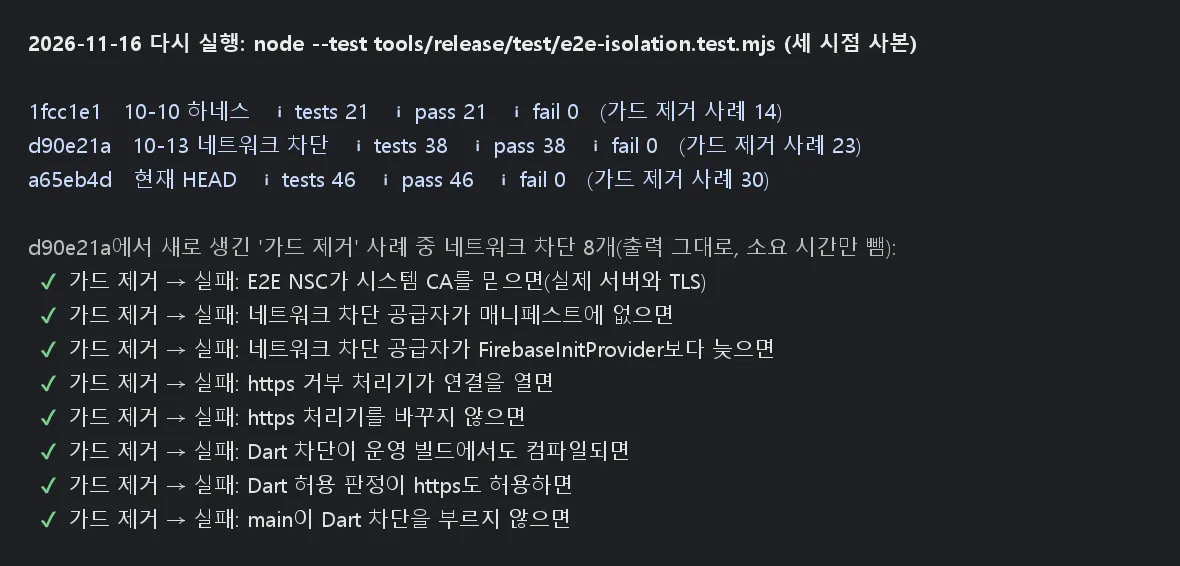 2026-11-16 다시 실행: node --test tools/release/test/e2e-isolation.test.mjs (세 시점 사본)
1fcc1e1 10-10 하네스 ℹ tests 21 ℹ pass 21 ℹ fail 0 (가드 제거 사례 14)
d90e21a 10-13 네트워크 차단 ℹ tests 38 ℹ pass 38 ℹ fail 0 (가드 제거 사례 23)
a65eb4d 현재 HEAD ℹ tests 46 ℹ pass 46 ℹ fail 0 (가드 제거 사례 30)
d90e21a에서 새로 생긴 '가드 제거' 사례 중 네트워크 차단 8개(출력 그대로, 소요 시간만 뺌):
✓ 가드 제거 → 실패: E2E NSC가 시스템 CA를 믿으면(실제 서버와 TLS)
✓ 가드 제거 → 실패: 네트워크 차단 공급자가 매니페스트에 없으면
✓ 가드 제거 → 실패: 네트워크 차단 공급자가 FirebaseInitProvider보다 늦으면
✓ 가드 제거 → 실패: https 거부 처리기가 연결을 열면
✓ 가드 제거 → 실패: https 처리기를 바꾸지 않으면
✓ 가드 제거 → 실패: Dart 차단이 운영 빌드에서도 컴파일되면
✓ 가드 제거 → 실패: Dart 허용 판정이 https도 허용하면
✓ 가드 제거 → 실패: main이 Dart 차단을 부르지 않으면